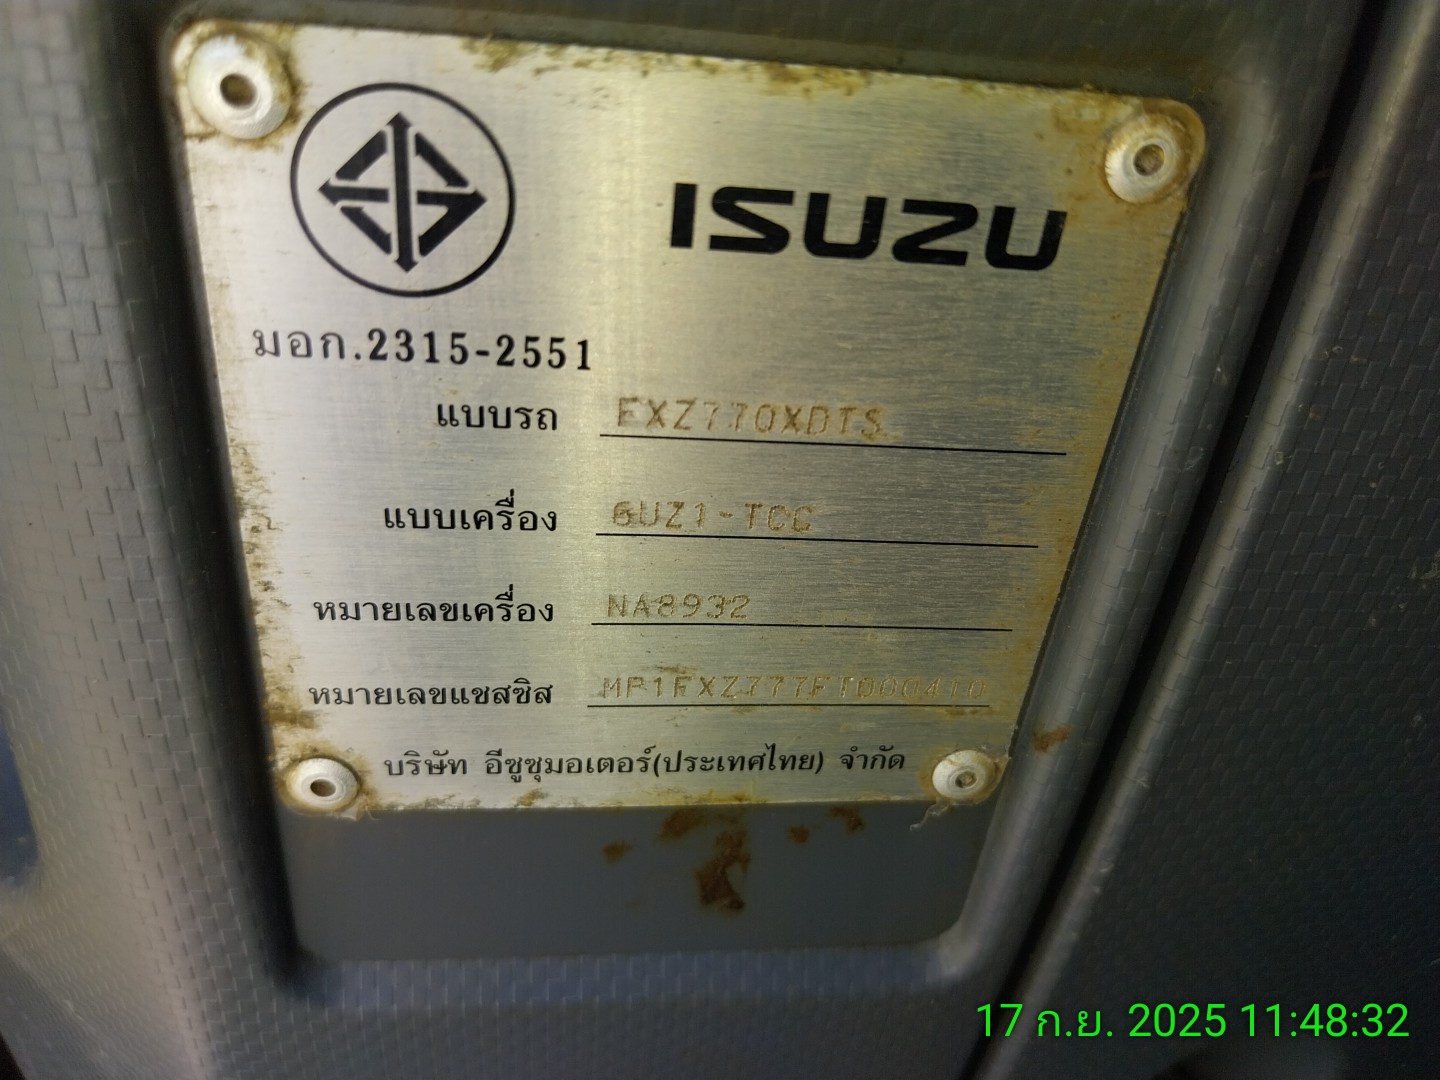 ISUZU
มอก.2315-2551
แบบรถ EXZ770XDTS
แบบเครื่อง 6UZ1-TCC
หมายเลขเครื่อง NA8932
หมายเลขแชสซิส
บริษัท อีซูซุมอเตอร์(ประเทศไทย) จำกัด
17 ก.ย. 2025 11:48:32